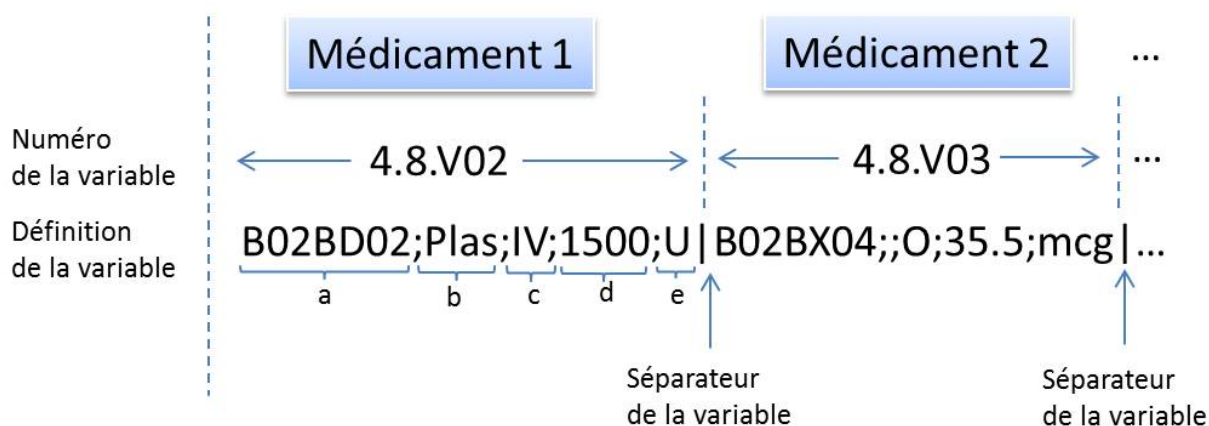 Médicament 1 Médicament 2 ...
Numéro
de la variable
4.8.V02 4.8.V03 ...
Définition
de la variable
B02BD02;Plas;IV;1500;U|B02BX04;;O;35.5;mcg|...
a b c d e
Séparateur
de la variable
Séparateur
de la variable